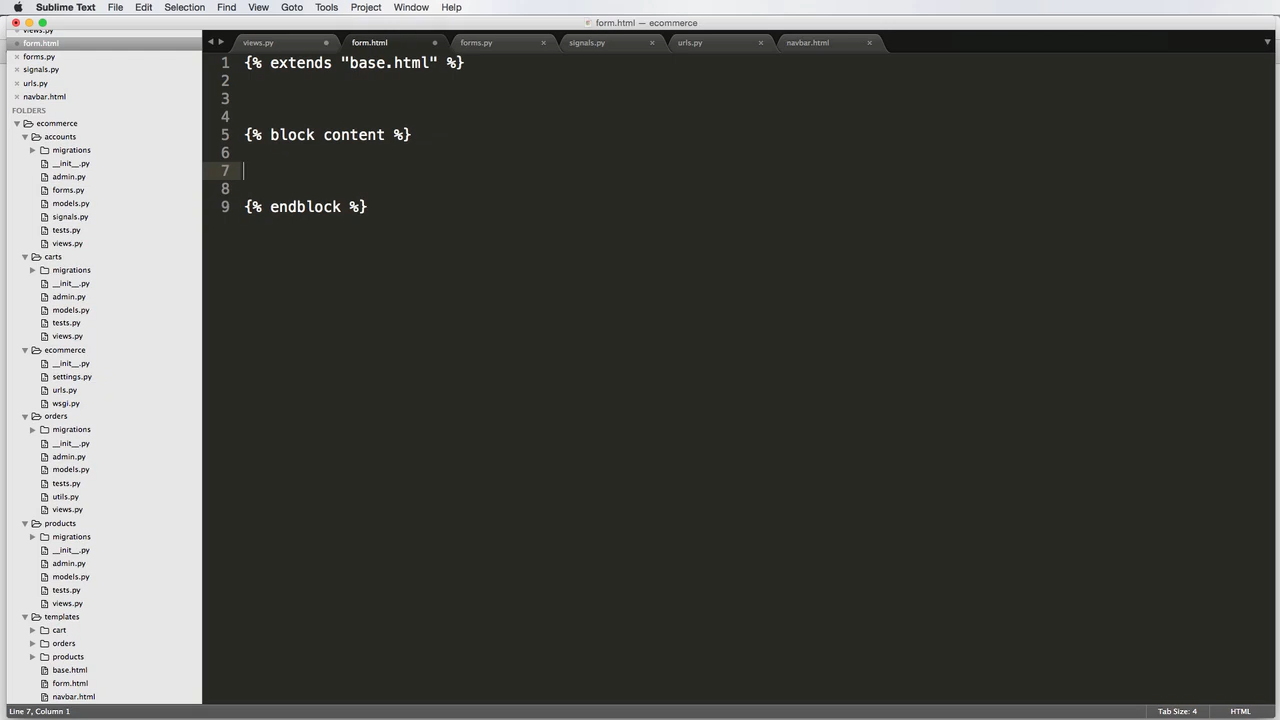 Sublime Text File Edit Selection Find View Goto Tools Project Window Help
form.html — ecommerce
views.py
form.html
forms.py
signals.py
urls.py
navbar.html
FOLDERS
ecommerce
accounts
migrations
__init__.py
admin.py
forms.py
models.py
signals.py
tests.py
views.py
carts
migrations
__init__.py
admin.py
models.py
tests.py
views.py
ecommerce
__init__.py
settings.py
urls.py
wsgi.py
orders
migrations
__init__.py
admin.py
models.py
tests.py
utils.py
views.py
products
migrations
__init__.py
admin.py
models.py
tests.py
views.py
templates
cart
orders
products
base.html
form.html
navbar.html
views.py form.html forms.py signals.py urls.py navbar.html
1 {% extends "base.html" %}
2
3
4
5 {% block content %}
6
7
8
9 {% endblock %}
Line 7, Column 1 Tab Size: 4 HTML